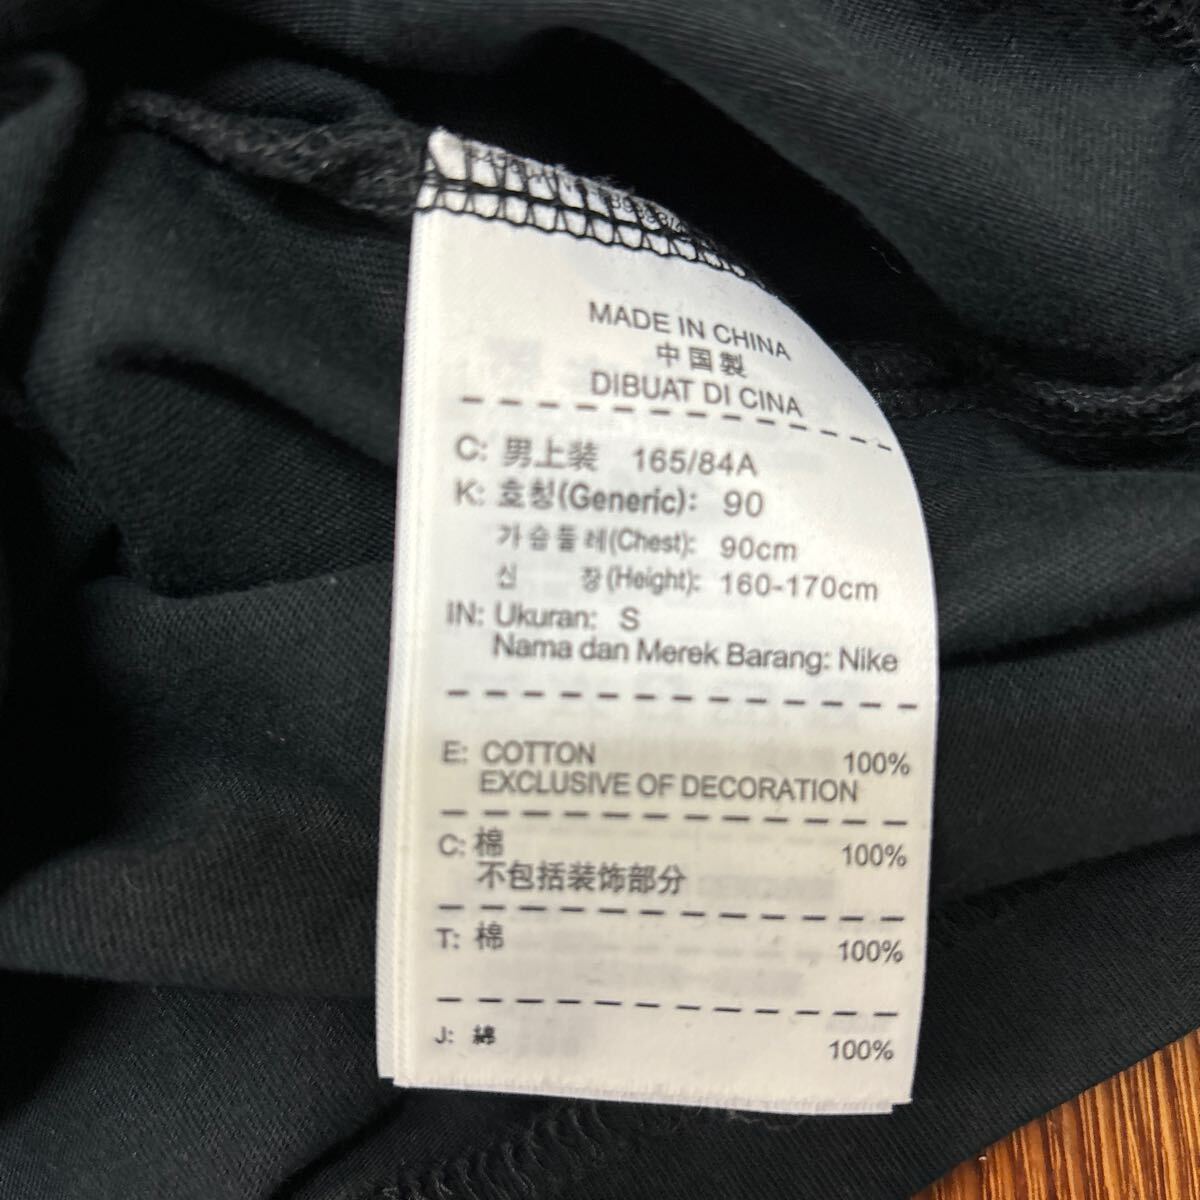 MADE IN CHINA
中国製
DIBUAT DI CINA
C: 男上装 165/84A
K: 호칭(Generic): 90
가슴둘레(Chest): 90cm
신 장(Height): 160-170cm
IN: Ukuran: S
Nama dan Merek Barang: Nike
E: COTTON 100%
EXCLUSIVE OF DECORATION
C: 棉 100%
不包括装饰部分
T: 棉 100%
J: 綿 100%